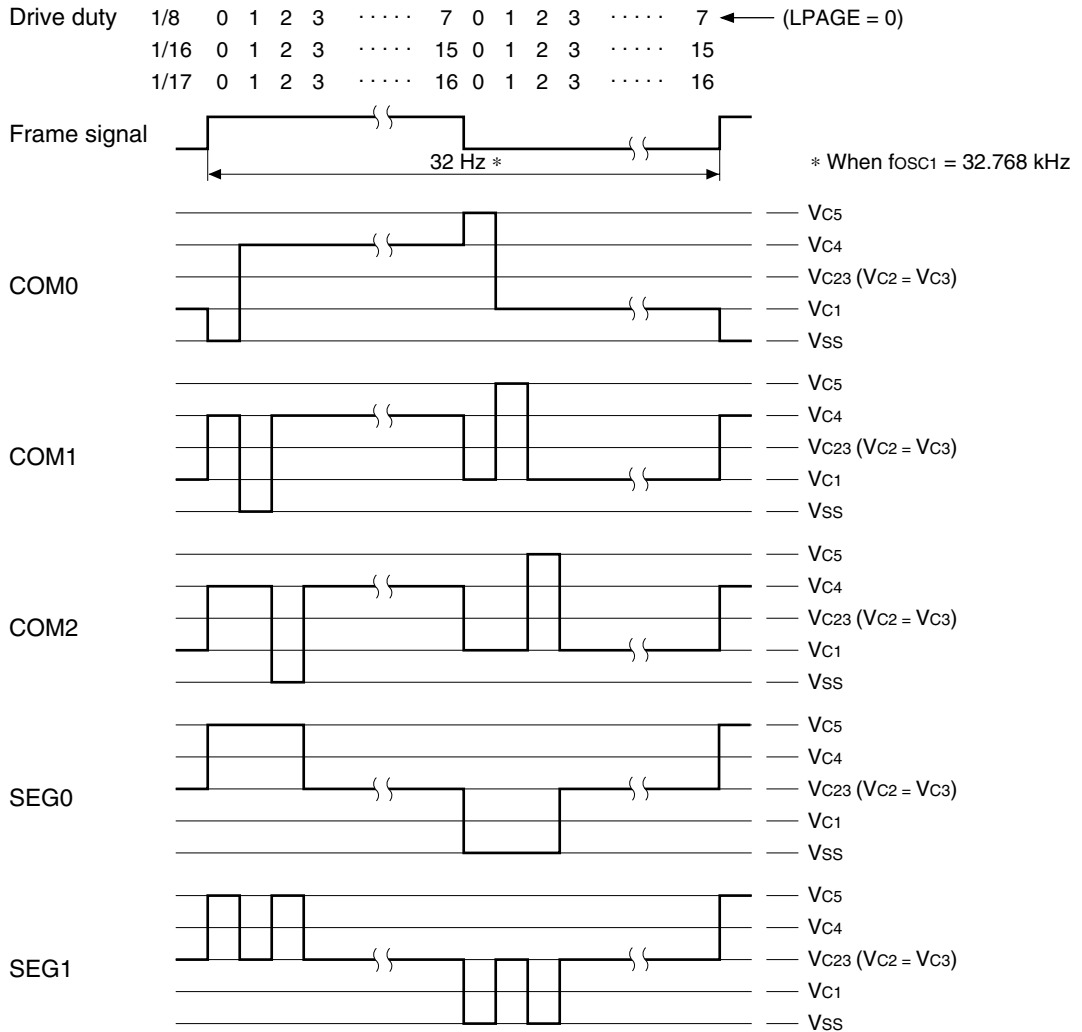 Drive duty 1/8 0 1 2 3 ····· 7 0 1 2 3 ····· 7 (LPAGE = 0)
1/16 0 1 2 3 ····· 15 0 1 2 3 ····· 15
1/17 0 1 2 3 ····· 16 0 1 2 3 ····· 16
Frame signal
32 Hz *
* When fOSC1 = 32.768 kHz
COM0
VC5
VC4
VC23 (VC2 = VC3)
VC1
VSS
COM1
VC5
VC4
VC23 (VC2 = VC3)
VC1
VSS
COM2
VC5
VC4
VC23 (VC2 = VC3)
VC1
VSS
SEG0
VC5
VC4
VC23 (VC2 = VC3)
VC1
VSS
SEG1
VC5
VC4
VC23 (VC2 = VC3)
VC1
VSS